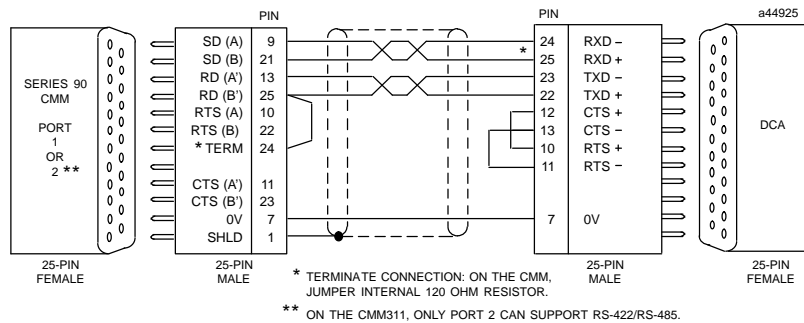 PIN PIN a44925
SERIES 90
CMM
PORT
1
OR
2 **
SD (A) 9
SD (B) 21
RD (A') 13
RD (B') 25
RTS (A) 10
RTS (B) 22
* TERM 24
CTS (A') 11
CTS (B') 23
0V 7
SHLD 1
*
24 RXD –
25 RXD +
23 TXD –
22 TXD +
12 CTS +
13 CTS –
10 RTS +
11 RTS –
7 0V
DCA
25-PIN
FEMALE
25-PIN
MALE
25-PIN
MALE
25-PIN
FEMALE
* TERMINATE CONNECTION: ON THE CMM,
JUMPER INTERNAL 120 OHM RESISTOR.
** ON THE CMM311, ONLY PORT 2 CAN SUPPORT RS-422/RS-485.